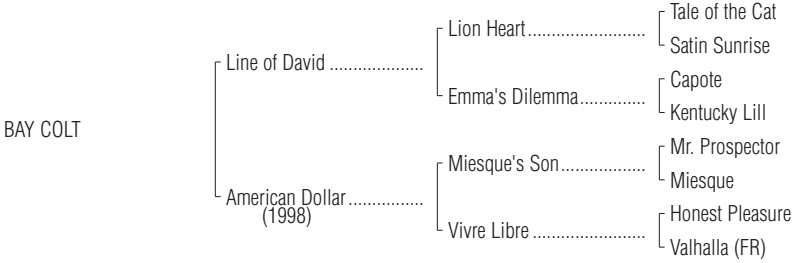 Tale of the Cat
Lion Heart........................
Satin Sunrise
Line of David ...................
Capote
Emma's Dilemma.............
Kentucky Lill
BAY COLT
Mr. Prospector
Miesque's Son.................
Miesque
American Dollar...............
(1998)
Honest Pleasure
Vivre Libre .......................
Valhalla (FR)